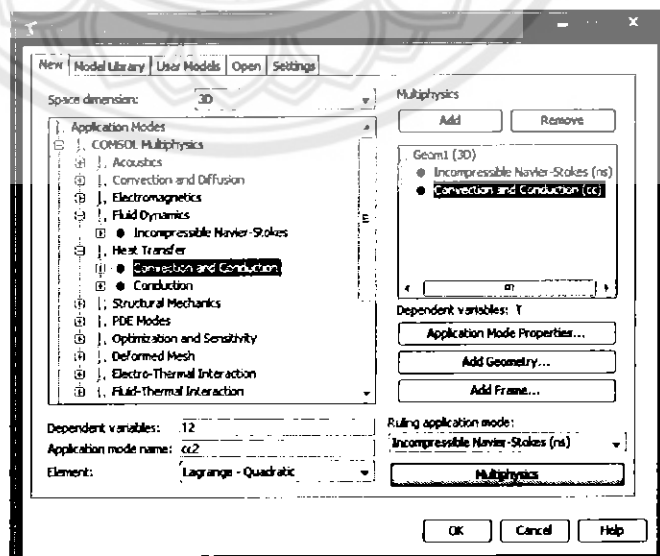 New Model Library User Models Open Settings
Space dimension: 3D
Application Modes
COMSOL Multiphysics
Acoustics
Convection and Diffusion
Electromagnetics
Fluid Dynamics
Incompressible Navier-Stokes
Heat Transfer
Convection and Conduction
Conduction
Structural Mechanics
PDE Modes
Optimization and Sensitivity
Deformed Mesh
Electro-Thermal Interaction
Fluid-Thermal Interaction
Dependent variables: T2
Application mode name: cc2
Element: Lagrange - Quadratic
Multiphysics
Add Remove
Geom1 (3D)
Incompressible Navier-Stokes (ns)
Convection and Conduction (cc)
Dependent variables: T
Application Mode Properties...
Add Geometry...
Add Frame...
Ruling application mode:
Incompressible Navier-Stokes (ns)
Multiphysics
OK Cancel Help